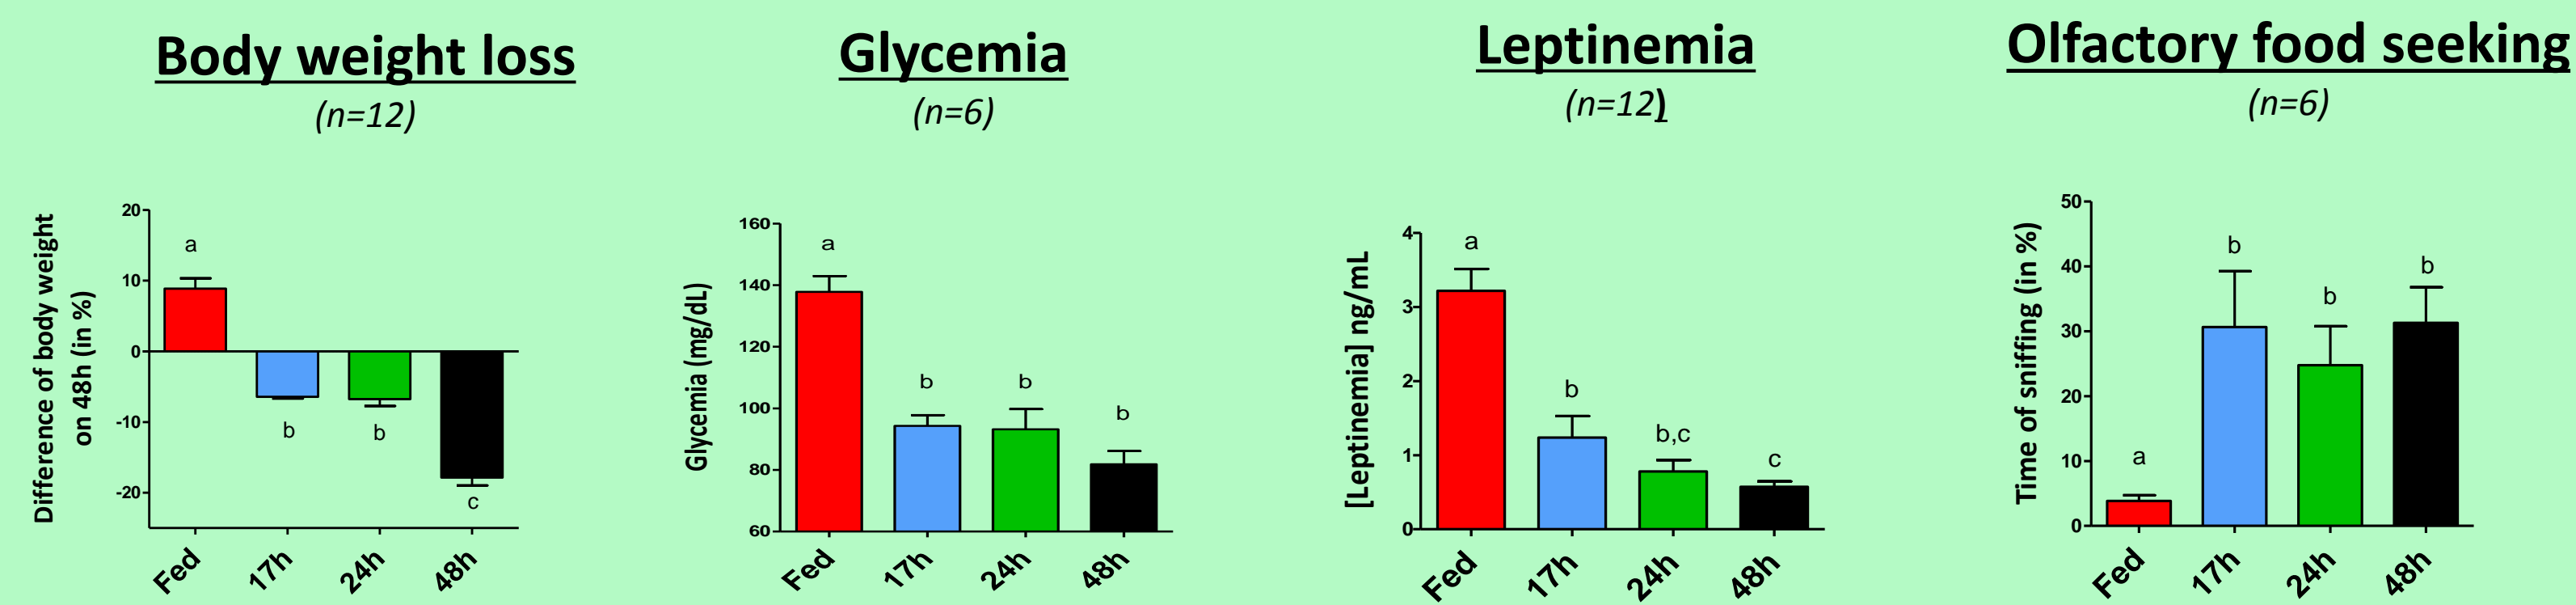 Body weight loss
(n=12)
Difference of body weight
on 48h (in %)
20
10
0
-10
-20
a
b
b
c
Fed
17h
24h
48h
Glycemia
(n=6)
Glycemia (mg/dL)
160
140
120
100
80
60
a
b
b
b
Fed
17h
24h
48h
Leptinemia
(n=12)
[Leptinemia] ng/mL
4
3
2
1
0
a
b
b,c
c
Fed
17h
24h
48h
Olfactory food seeking
(n=6)
Time of sniffing (in %)
50
40
30
20
10
0
a
b
b
b
Fed
17h
24h
48h